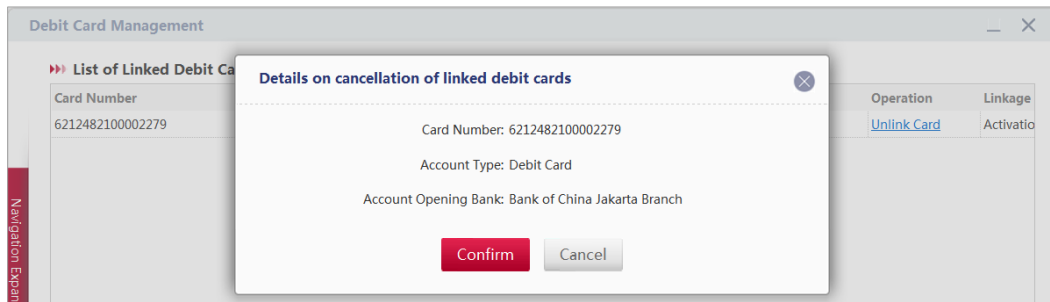 Debit Card Management
List of Linked Debit Ca
Details on cancellation of linked debit cards
Card Number Operation Linkage
6212482100002279 Unlink Card Activatio
Card Number: 6212482100002279
Account Type: Debit Card
Account Opening Bank: Bank of China Jakarta Branch
Confirm Cancel
Navigation Expan